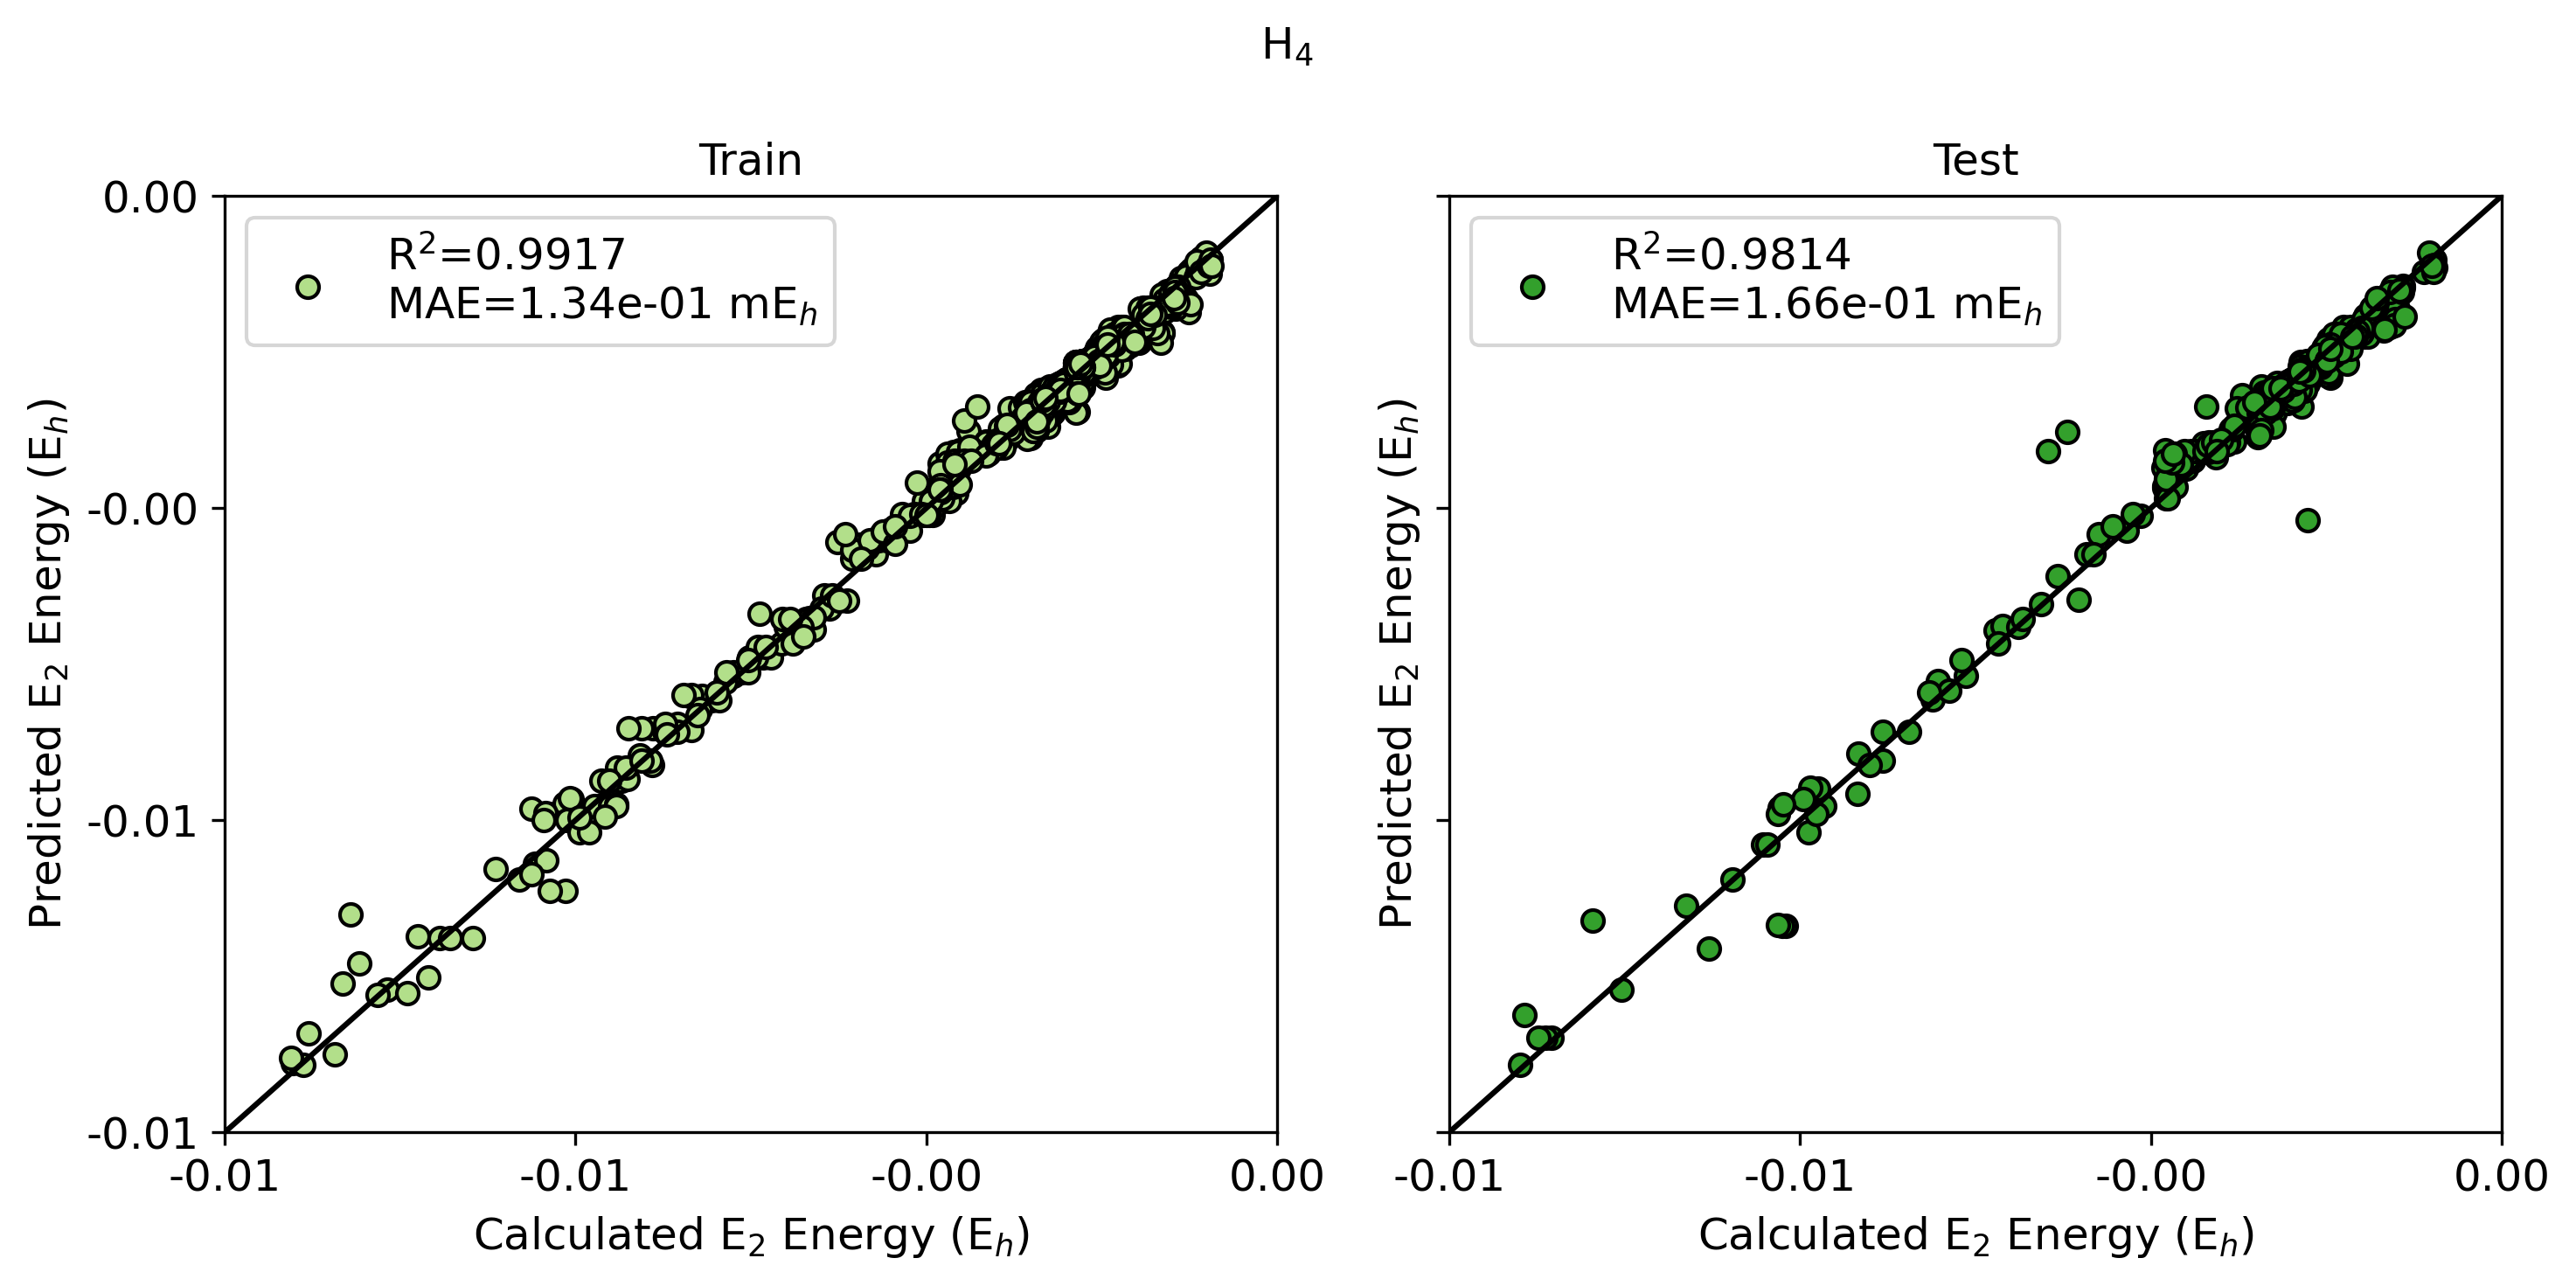 H₄
Train
R²=0.9917
MAE=1.34e-01 mEₕ
0.00
-0.00
-0.01
-0.01
Predicted E₂ Energy (Eₕ)
-0.01 -0.01 -0.00 0.00
Calculated E₂ Energy (Eₕ)
Test
R²=0.9814
MAE=1.66e-01 mEₕ
Predicted E₂ Energy (Eₕ)
-0.01 -0.01 -0.00 0.00
Calculated E₂ Energy (Eₕ)